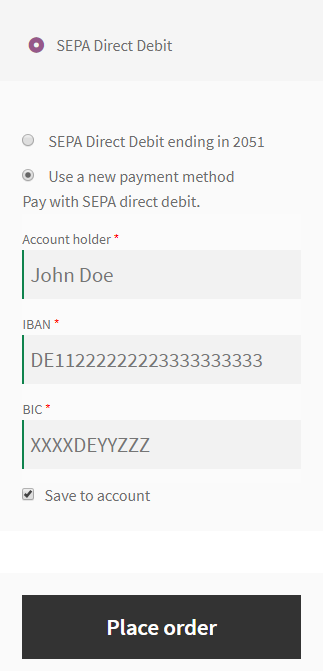 SEPA Direct Debit
SEPA Direct Debit ending in 2051
Use a new payment method
Pay with SEPA direct debit.
Account holder *
John Doe
IBAN *
DE11222222223333333333
BIC *
XXXXDEYYZZZ
Save to account
Place order